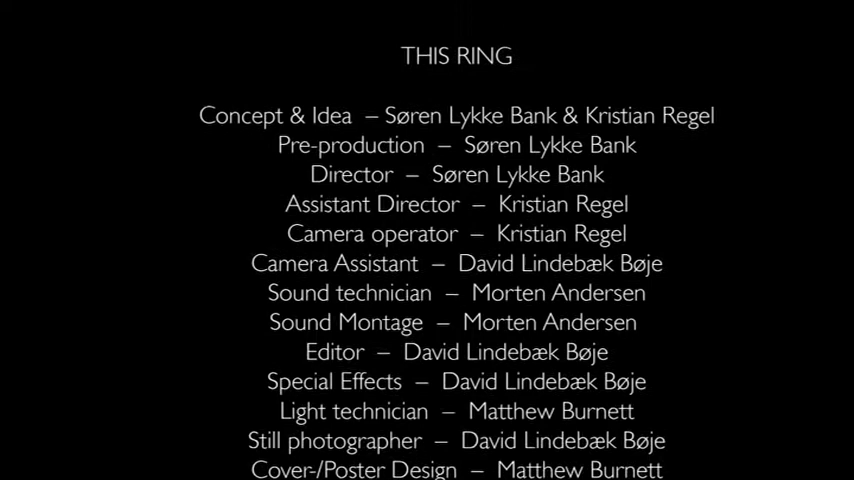 THIS RING
Concept & Idea – Søren Lykke Bank & Kristian Regel
Pre-production – Søren Lykke Bank
Director – Søren Lykke Bank
Assistant Director – Kristian Regel
Camera operator – Kristian Regel
Camera Assistant – David Lindebæk Bøje
Sound technician – Morten Andersen
Sound Montage – Morten Andersen
Editor – David Lindebæk Bøje
Special Effects – David Lindebæk Bøje
Light technician – Matthew Burnett
Still photographer – David Lindebæk Bøje
Cover-/Poster Design – Matthew Burnett